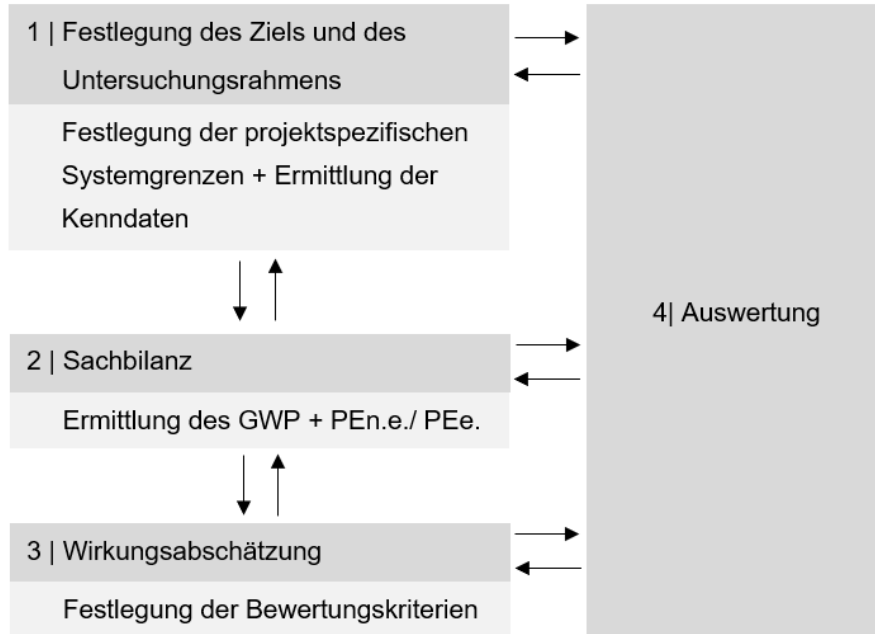 1 | Festlegung des Ziels und des
Untersuchungsrahmens
Festlegung der projektspezifischen
Systemgrenzen + Ermittlung der
Kenndaten
2 | Sachbilanz
Ermittlung des GWP + PEn.e./ PEe.
3 | Wirkungsabschätzung
Festlegung der Bewertungskriterien
4| Auswertung